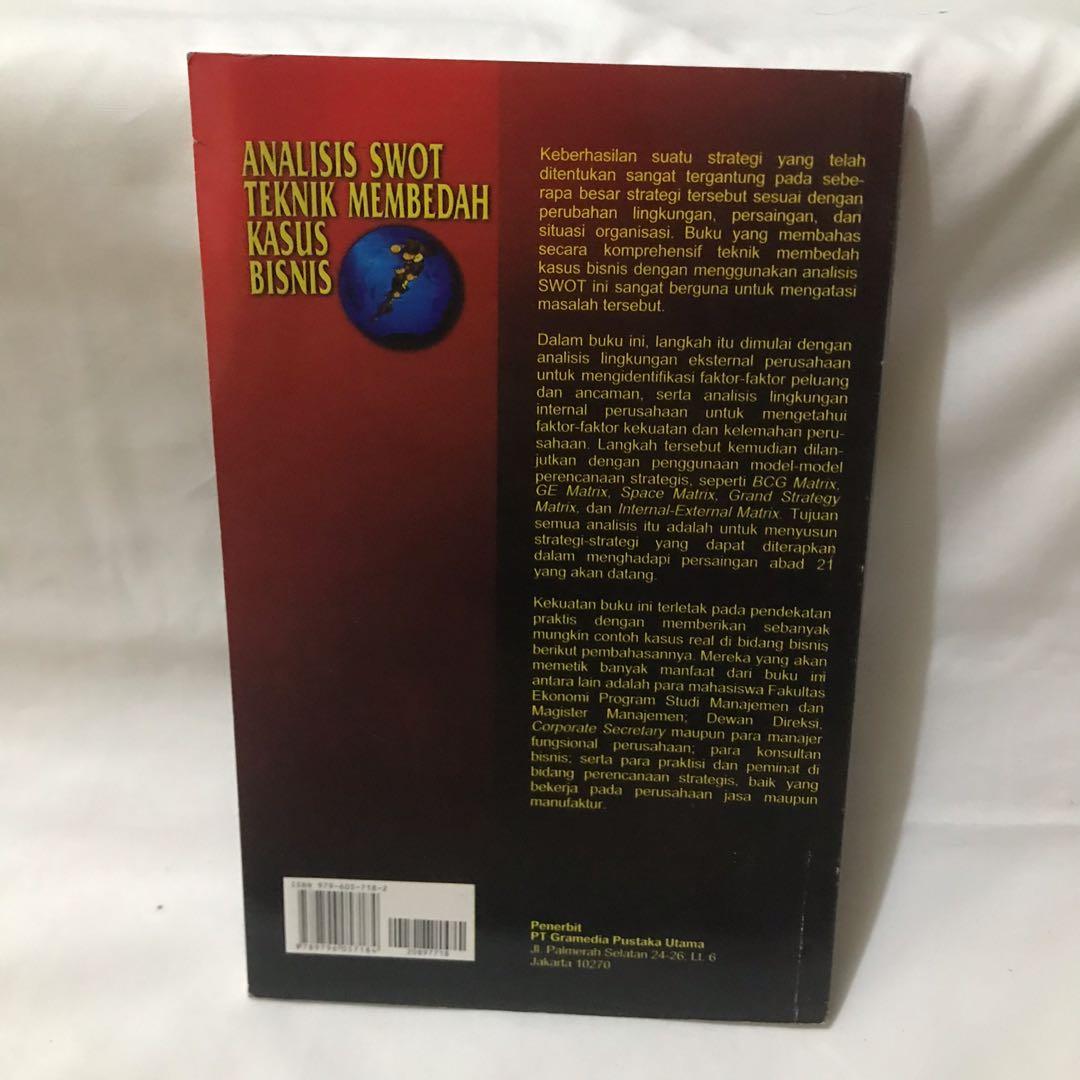 ANALISIS SWOT
TEKNIK MEMBEDAH
KASUS
BISNIS
Keberhasilan suatu strategi yang telah
ditentukan sangat tergantung pada sebe-
rapa besar strategi tersebut sesuai dengan
perubahan lingkungan, persaingan, dan
situasi organisasi. Buku yang membahas
secara komprehensif teknik membedah
kasus bisnis dengan menggunakan analisis
SWOT ini sangat berguna untuk mengatasi
masalah tersebut.
Dalam buku ini, langkah itu dimulai dengan
analisis lingkungan eksternal perusahaan
untuk mengidentifikasi faktor-faktor peluang
dan ancaman, serta analisis lingkungan
internal perusahaan untuk mengetahui
faktor-faktor kekuatan dan kelemahan peru-
sahaan. Langkah tersebut kemudian dilan-
jutkan dengan penggunaan model-model
perencanaan strategis, seperti BCG Matrix,
GE Matrix, Space Matrix, Grand Strategy
Matrix, dan Internal-External Matrix. Tujuan
semua analisis itu adalah untuk menyusun
strategi-strategi yang dapat diterapkan
dalam menghadapi persaingan abad 21
yang akan datang.
Kekuatan buku ini terletak pada pendekatan
praktis dengan memberikan sebanyak
mungkin contoh kasus real di bidang bisnis
berikut pembahasannya. Mereka yang akan
memetik banyak manfaat dari buku ini
antara lain adalah para mahasiswa Fakultas
Ekonomi Program Studi Manajemen dan
Magister Manajemen; Dewan Direksi,
Corporate Secretary maupun para manajer
fungsional perusahaan; para konsultan
bisnis; serta para praktisi dan peminat di
bidang perencanaan strategis, baik yang
bekerja pada perusahaan jasa maupun
manufaktur.
ISBN 979-605-718-2
9789796057184
20897718
Penerbit
PT Gramedia Pustaka Utama
Jl. Palmerah Selatan 24-26, Lt. 6
Jakarta 10270